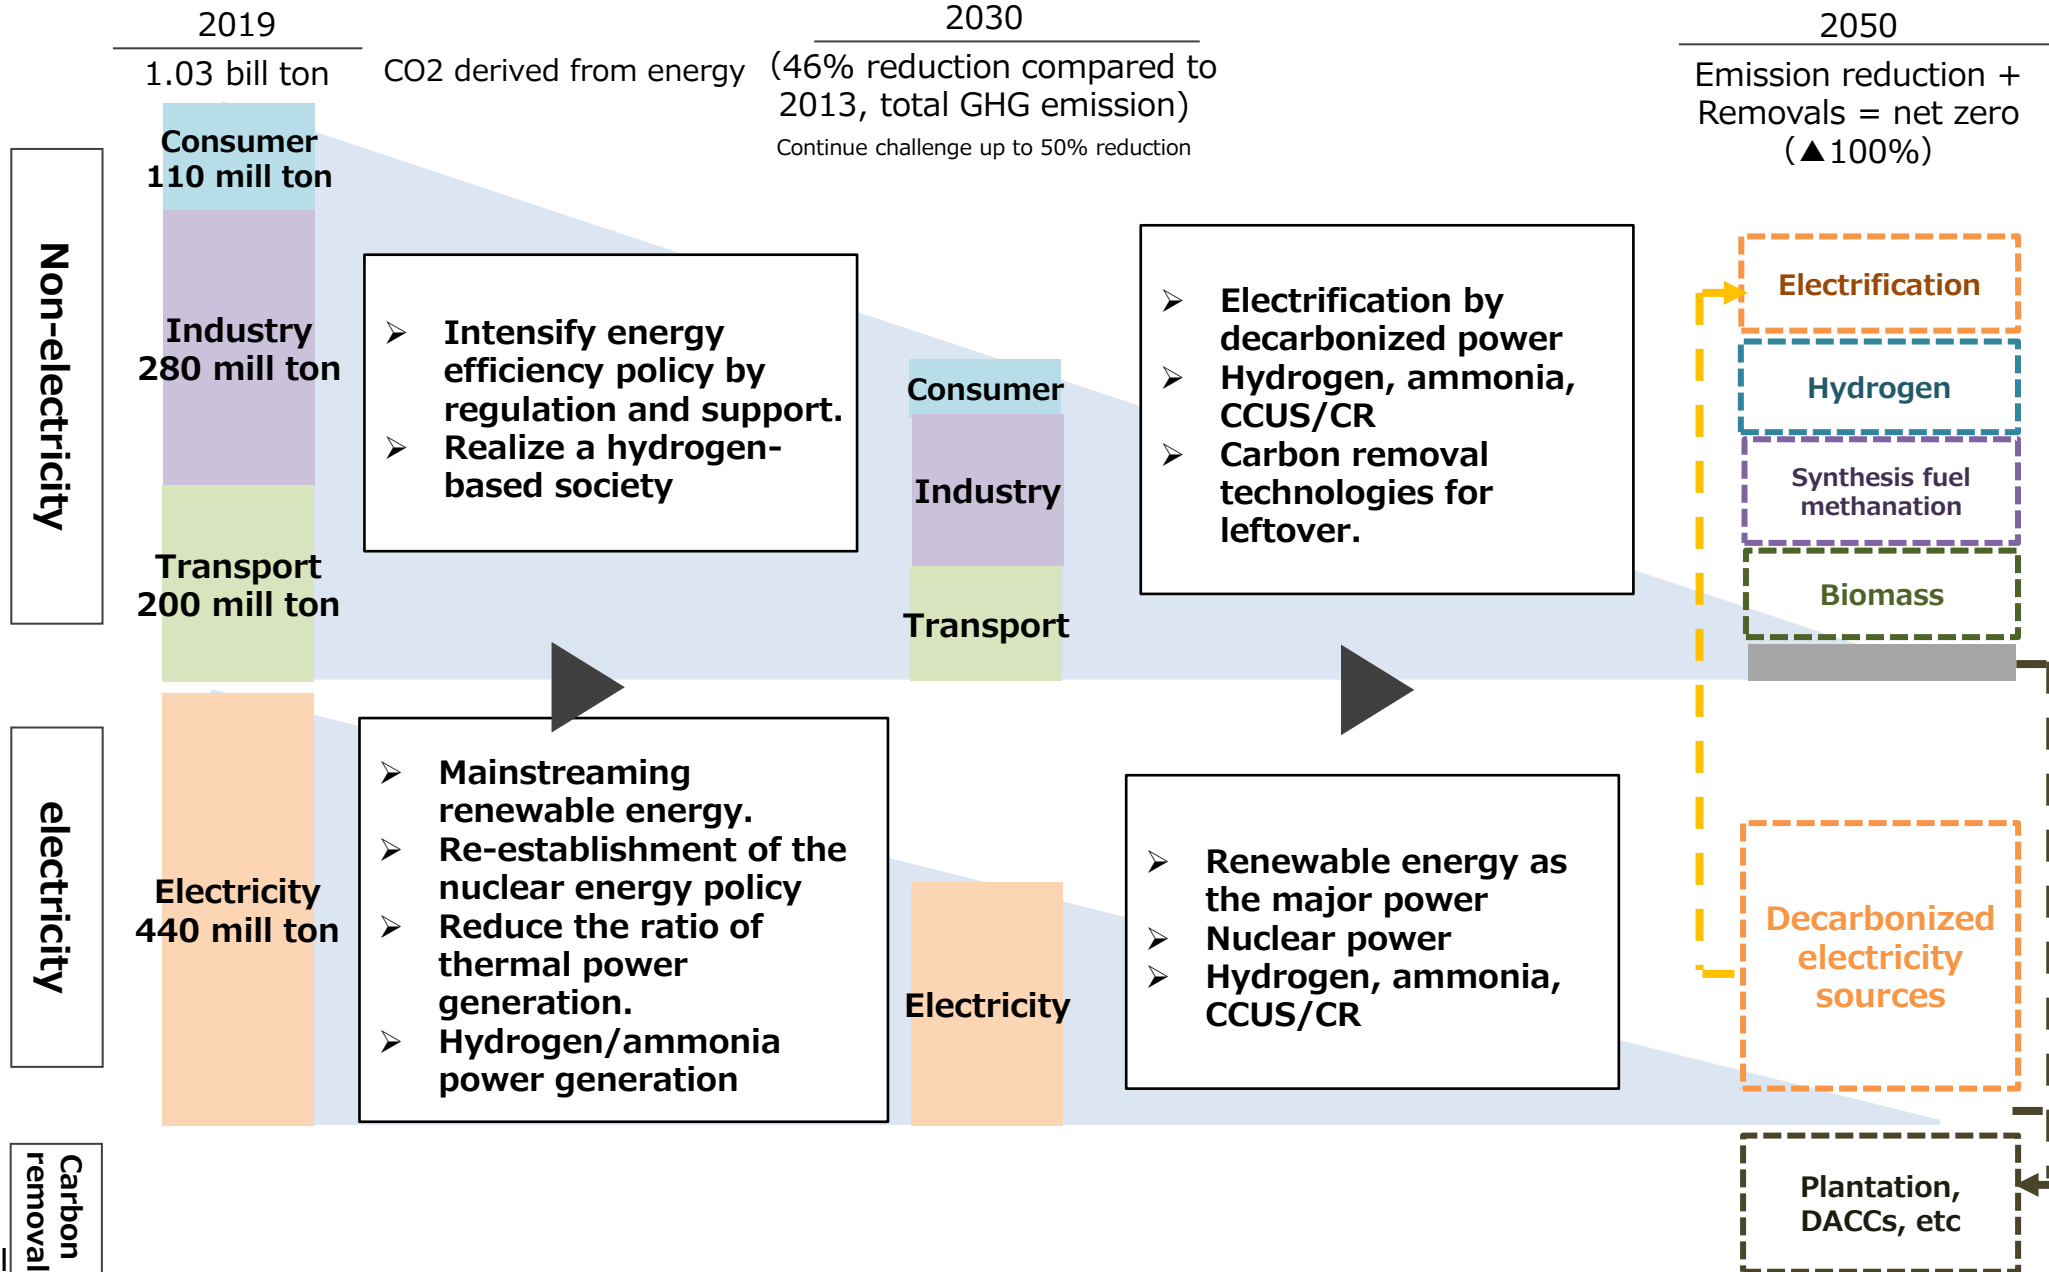 2019
1.03 bill ton
CO2 derived from energy
2030
(46% reduction compared to
2013, total GHG emission)
Continue challenge up to 50% reduction
2050
Emission reduction +
Removals = net zero
(▲100%)
Non-electricity
Consumer
110 mill ton
Industry
280 mill ton
Transport
200 mill ton
➢ Intensify energy
efficiency policy by
regulation and support.
➢ Realize a hydrogen-
based society
Consumer
Industry
Transport
➢ Electrification by
decarbonized power
➢ Hydrogen, ammonia,
CCUS/CR
➢ Carbon removal
technologies for
leftover.
Electrification
Hydrogen
Synthesis fuel
methanation
Biomass
electricity
Electricity
440 mill ton
➢ Mainstreaming
renewable energy.
➢ Re-establishment of the
nuclear energy policy
➢ Reduce the ratio of
thermal power
generation.
➢ Hydrogen/ammonia
power generation
Electricity
➢ Renewable energy as
the major power
➢ Nuclear power
➢ Hydrogen, ammonia,
CCUS/CR
Decarbonized
electricity
sources
Carbon
removal
Plantation,
DACCs, etc